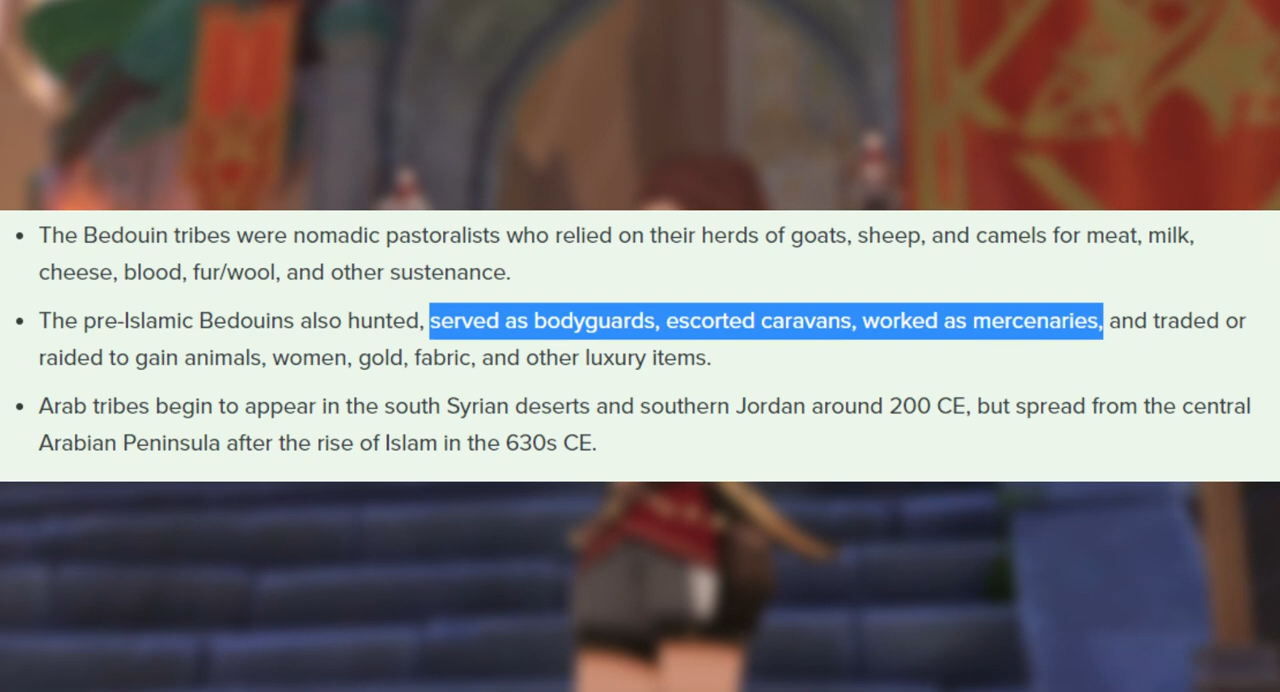 • The Bedouin tribes were nomadic pastoralists who relied on their herds of goats, sheep, and camels for meat, milk,
cheese, blood, fur/wool, and other sustenance.
• The pre-Islamic Bedouins also hunted, served as bodyguards, escorted caravans, worked as mercenaries, and traded or
raided to gain animals, women, gold, fabric, and other luxury items.
• Arab tribes begin to appear in the south Syrian deserts and southern Jordan around 200 CE, but spread from the central
Arabian Peninsula after the rise of Islam in the 630s CE.